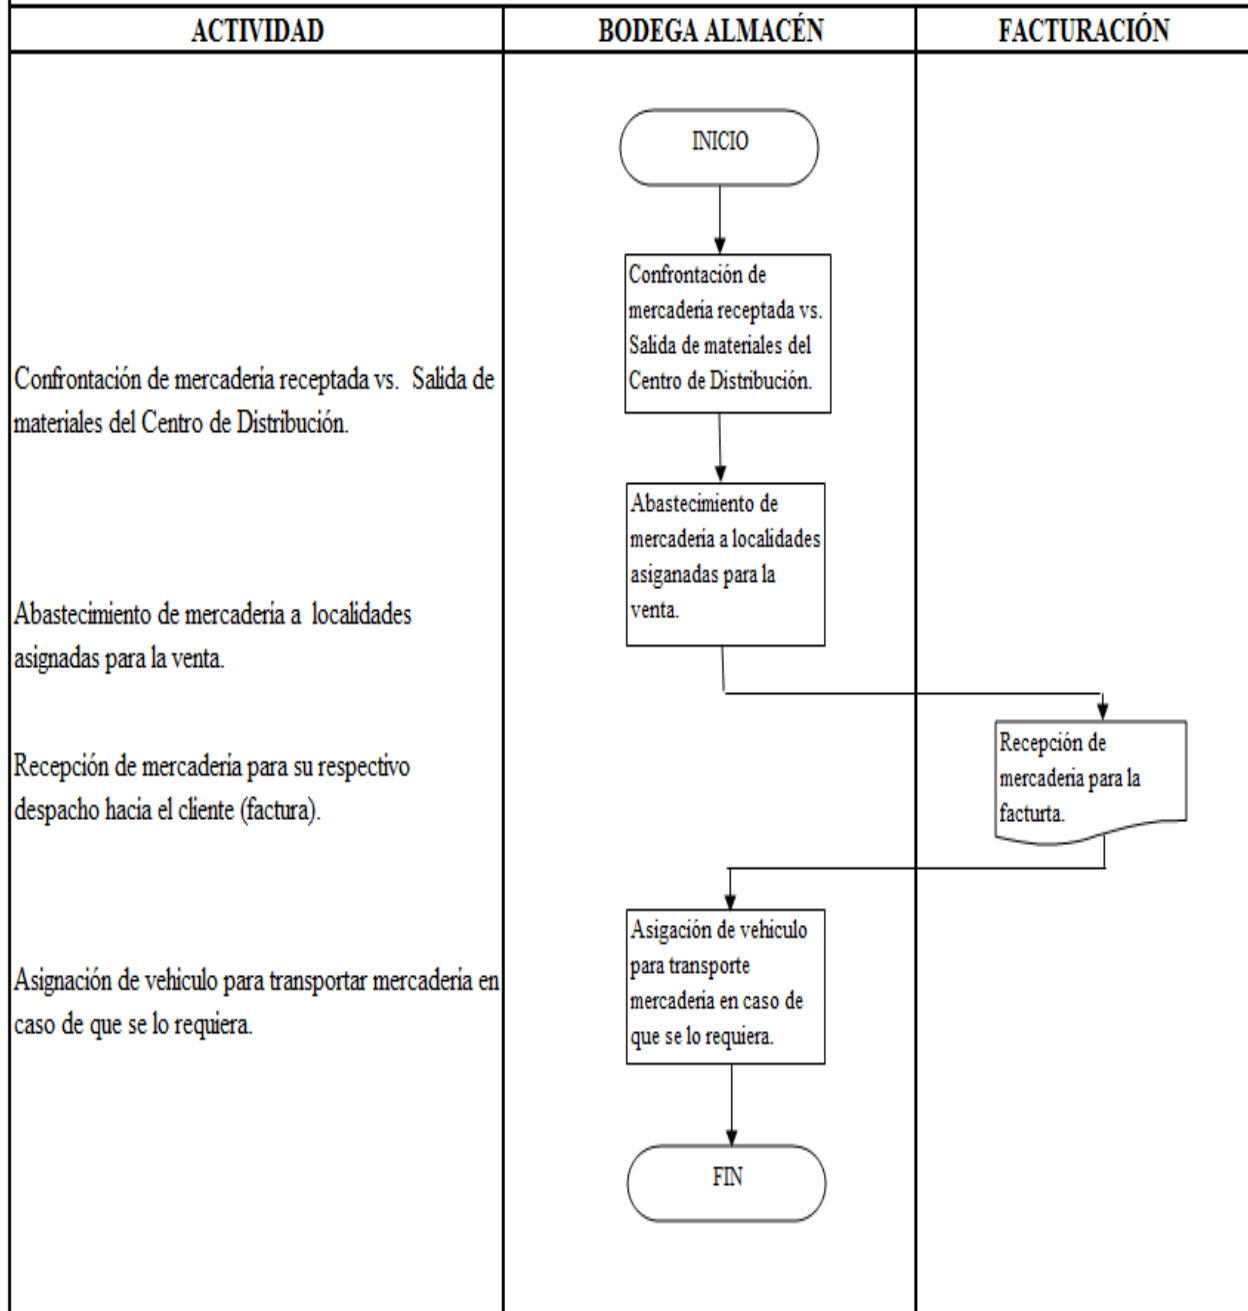 ACTIVIDAD
BODEGA ALMACÉN
FACTURACIÓN
INICIO
Confrontación de
mercadería receptada vs.
Salida de materiales del
Centro de Distribución.
Confrontación de mercadería receptada vs. Salida de
materiales del Centro de Distribución.
Abastecimiento de
mercadería a localidades
asiganadas para la
venta.
Abastecimiento de mercadería a localidades
asignadas para la venta.
Recepción de mercadería para su respectivo
despacho hacia el cliente (factura).
Recepción de
mercadería para la
facturta.
Asigación de vehiculo
para transporte
mercadería en caso de
que se lo requiera.
Asignación de vehiculo para transportar mercadería en
caso de que se lo requiera.
FIN